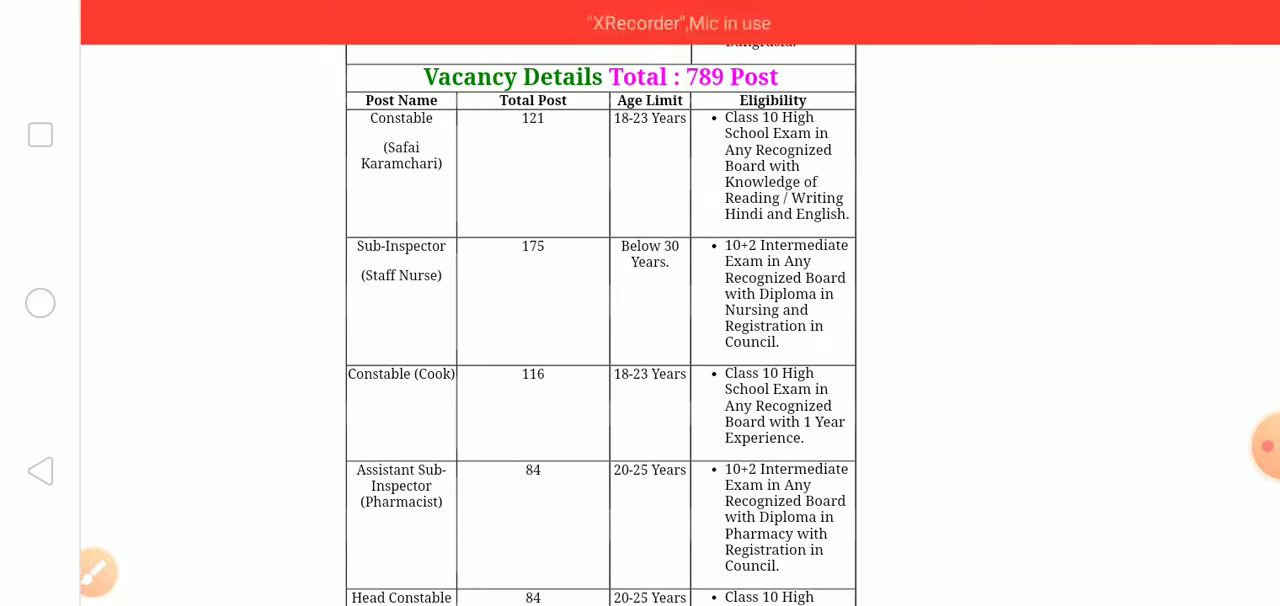 "XRecorder",Mic in use
Vacancy Details Total : 789 Post
Post Name Total Post Age Limit Eligibility
Constable
(Safai
Karamchari)
121
18-23 Years
• Class 10 High
School Exam in
Any Recognized
Board with
Knowledge of
Reading / Writing
Hindi and English.
Sub-Inspector
(Staff Nurse)
175
Below 30
Years.
• 10+2 Intermediate
Exam in Any
Recognized Board
with Diploma in
Nursing and
Registration in
Council.
Constable (Cook)
116
18-23 Years
• Class 10 High
School Exam in
Any Recognized
Board with 1 Year
Experience.
Assistant Sub-
Inspector
(Pharmacist)
84
20-25 Years
• 10+2 Intermediate
Exam in Any
Recognized Board
with Diploma in
Pharmacy with
Registration in
Council.
Head Constable
84
20-25 Years
• Class 10 High